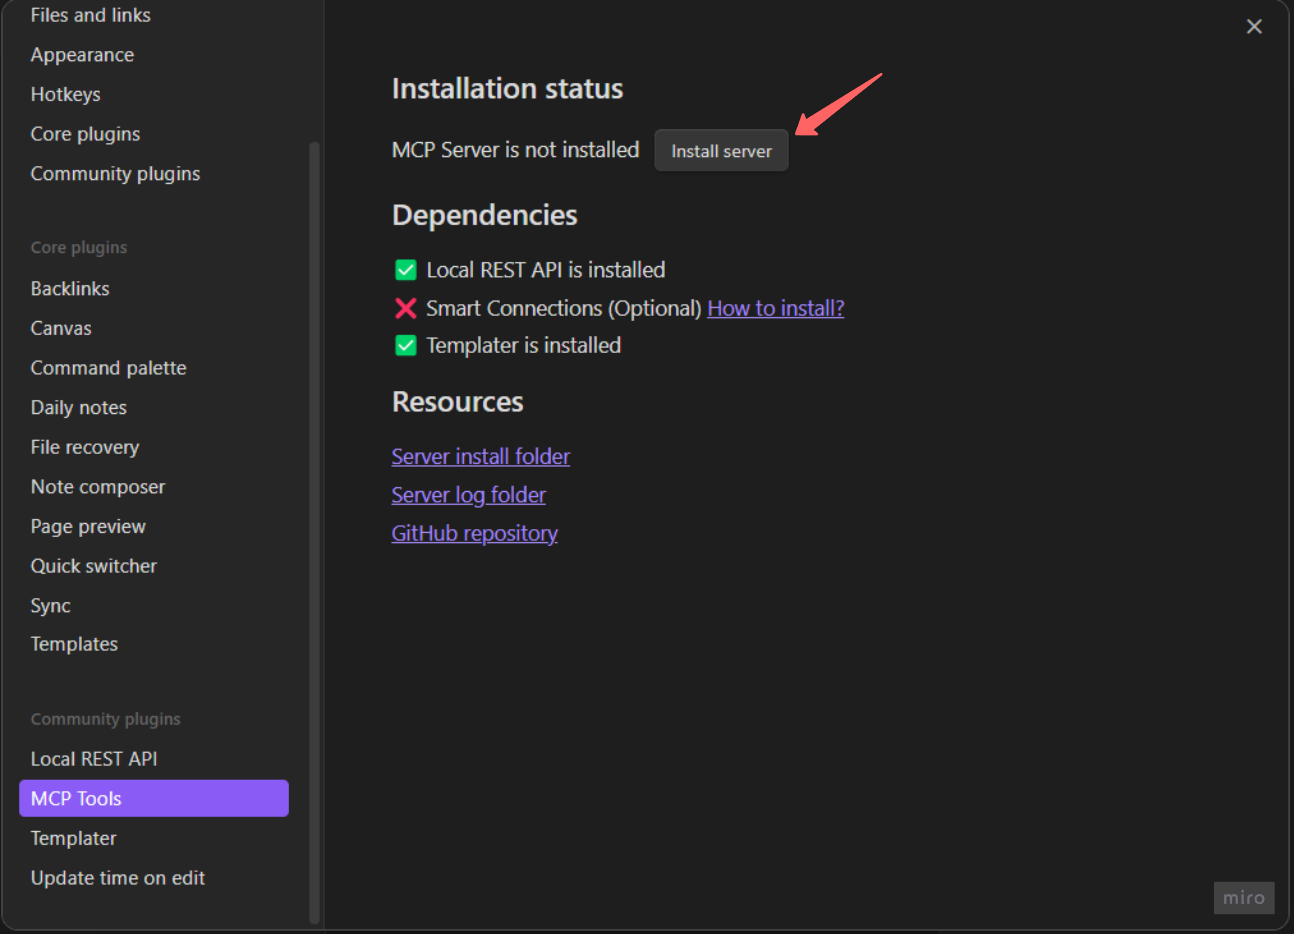 Files and links
Appearance
Hotkeys
Core plugins
Community plugins
Core plugins
Backlinks
Canvas
Command palette
Daily notes
File recovery
Note composer
Page preview
Quick switcher
Sync
Templates
Community plugins
Local REST API
MCP Tools
Templater
Update time on edit
Installation status
MCP Server is not installed Install server
Dependencies
Local REST API is installed
Smart Connections (Optional) How to install?
Templater is installed
Resources
Server install folder
Server log folder
GitHub repository
miro